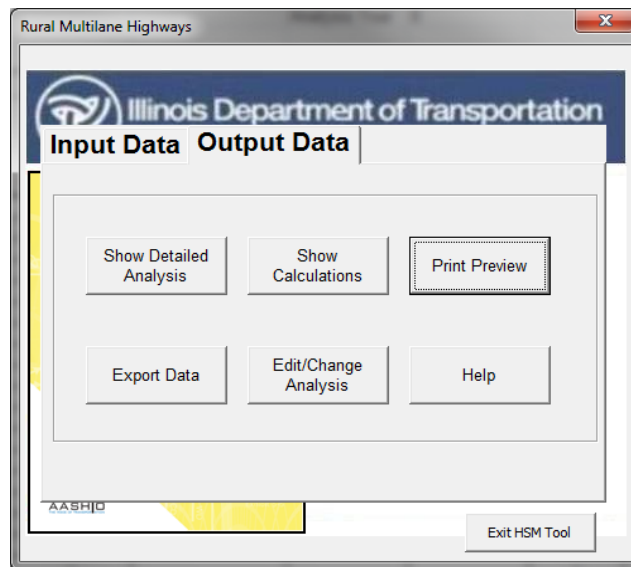 Rural Multilane Highways
Illinois Department of Transportation
Input Data Output Data
Show Detailed
Analysis
Show
Calculations
Print Preview
Export Data
Edit/Change
Analysis
Help
AASHTO
Exit HSM Tool